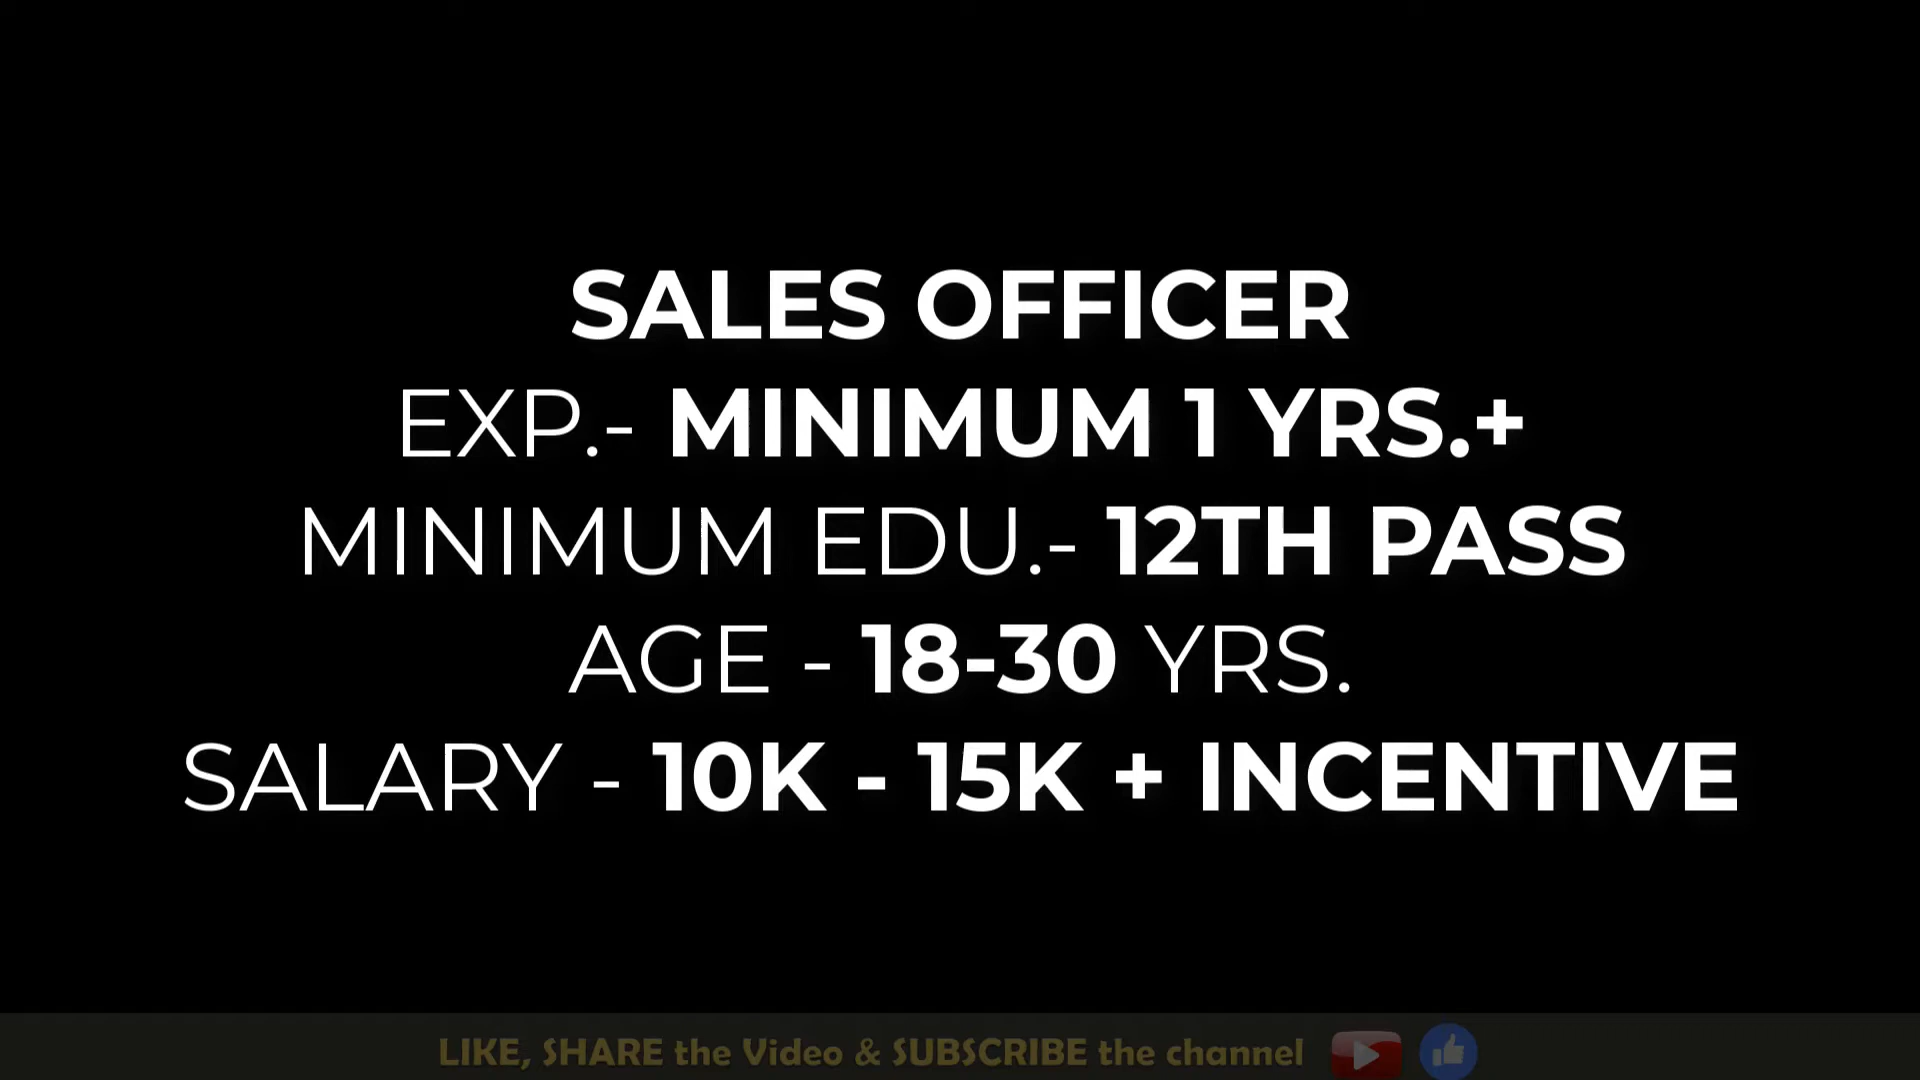 SALES OFFICER
EXP.- MINIMUM 1 YRS.+
MINIMUM EDU.- 12TH PASS
AGE - 18-30 YRS.
SALARY - 10K - 15K + INCENTIVE
LIKE, SHARE the Video & SUBSCRIBE the channel